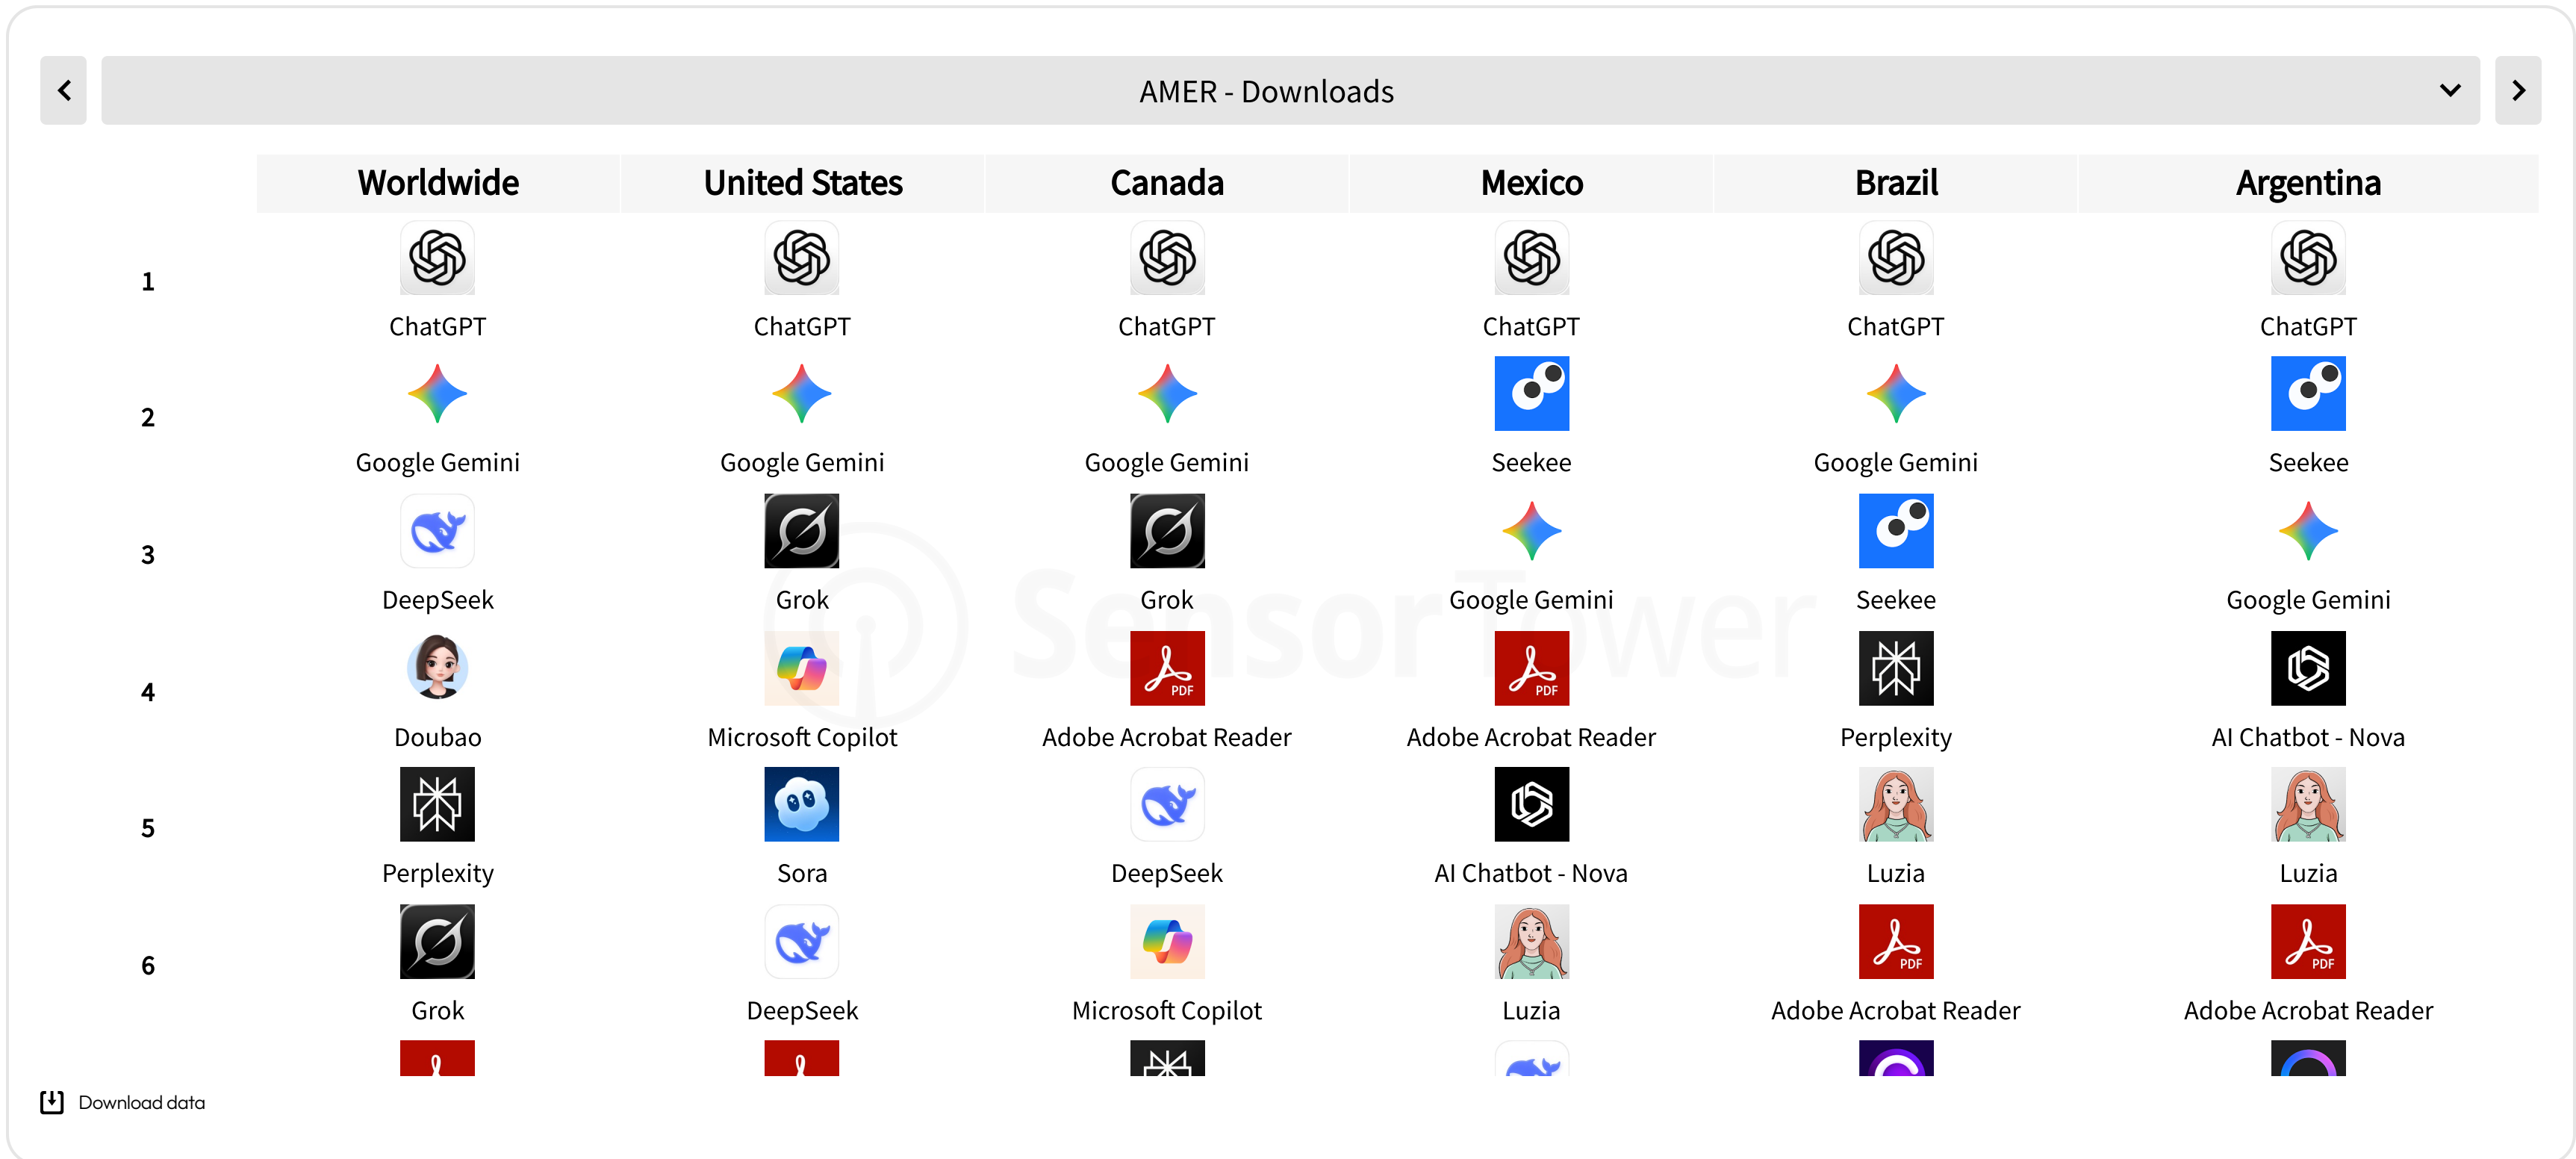 AMER - Downloads
Worldwide United States Canada Mexico Brazil Argentina
1
ChatGPT ChatGPT ChatGPT ChatGPT ChatGPT ChatGPT
2
Google Gemini Google Gemini Google Gemini Seekee Google Gemini Seekee
3
DeepSeek Grok Grok Google Gemini Seekee Google Gemini
Sensor Tower
PDF PDF
4
Doubao Microsoft Copilot Adobe Acrobat Reader Adobe Acrobat Reader Perplexity AI Chatbot - Nova
5
Perplexity Sora DeepSeek AI Chatbot - Nova Luzia Luzia
PDF PDF
6
Grok DeepSeek Microsoft Copilot Luzia Adobe Acrobat Reader Adobe Acrobat Reader
Download data